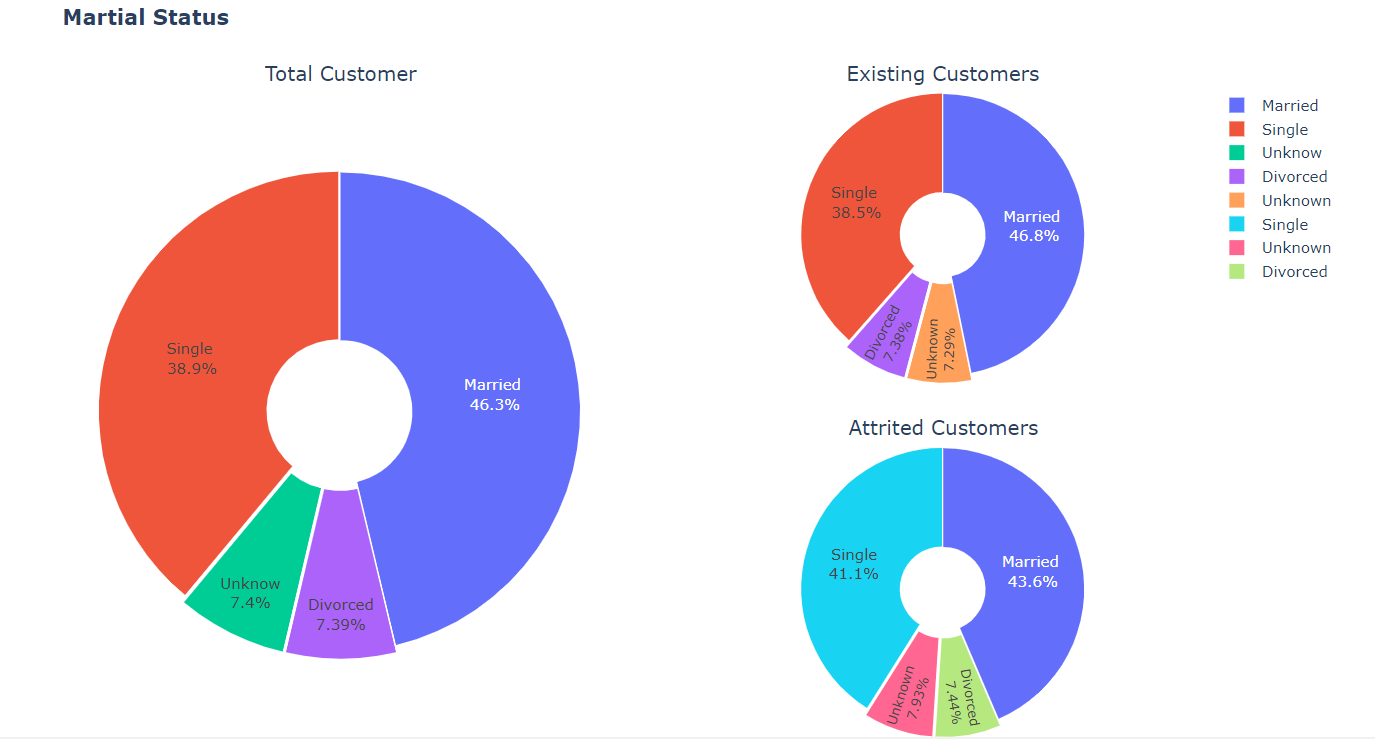 Martial Status
Total Customer
Single
38.9%
Married
46.3%
Unknow
7.4%
Divorced
7.39%
Existing Customers
Single
38.5%
Married
46.8%
Divorced
7.38%
Unknown
7.29%
Attrited Customers
Single
41.1%
Married
43.6%
Unknown
7.93%
Divorced
7.44%
Married
Single
Unknow
Divorced
Unknown
Single
Unknown
Divorced